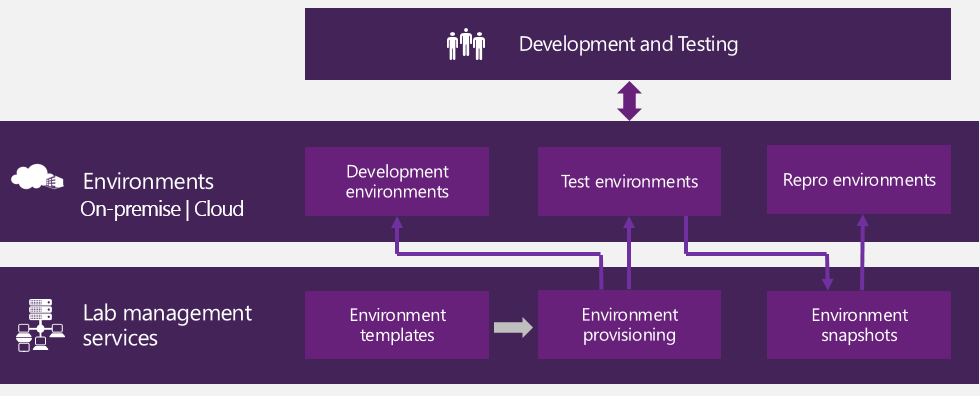 Development and Testing
Environments
On-premise | Cloud
Development
environments
Test environments
Repro environments
Lab management
services
Environment
templates
Environment
provisioning
Environment
snapshots